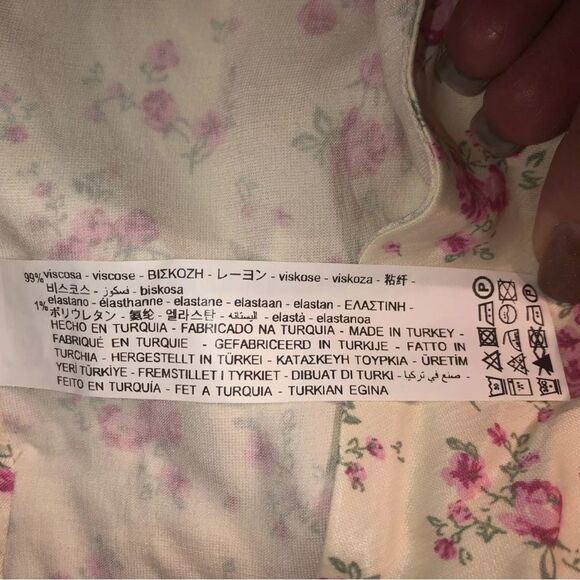 99% viscosa - viscose - ΒΙΣΚΟΖΗ - レーヨン - viskose - viskoza - 粘纤 -
비스코스 - فسكوز - biskosa
1% elastano - élasthanne - elastane - elastaan - elastan - ΕΛΑΣΤΙΝΗ -
ポリウレタン - 氨纶 - 엘라스탄 - اليستانه - elastà - elastanoa
HECHO EN TURQUIA - FABRICADO NA TURQUIA - MADE IN TURKEY -
FABRIQUÉ EN TURQUIE - GEFABRICEERD IN TURKIJE - FATTO IN
TURCHIA - HERGESTELLT IN TÜRKEI - ΚΑΤΑΣΚΕΥΗ ΤΟΥΡΚΙΑ - ÜRETİM
YERİ TÜRKİYE - FREMSTILLET I TYRKIET - DIBUAT DI TURKI - صنع في تركيا -
FEITO EN TURQUÍA - FET A TURQUIA - TURKIAN EGINA